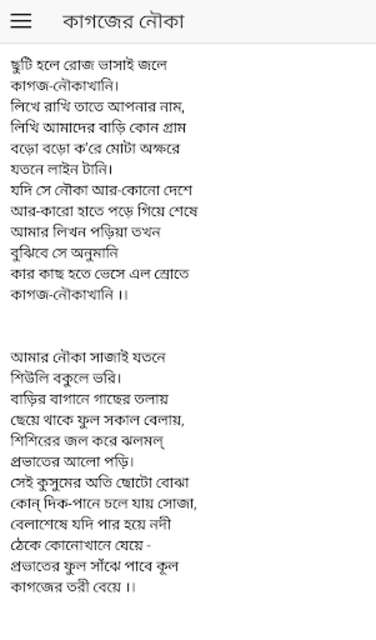 কাগজের নৌকা
ছুটি হলে রোজ ভাসাই জলে
কাগজ-নৌকাখানি।
লিখে রাখি তাতে আপনার নাম,
লিখি আমাদের বাড়ি কোন গ্রাম
বড়ো বড়ো ক'রে মোটা অক্ষরে
যতনে লাইন টানি।
যদি সে নৌকা আর-কোনো দেশে
আর-কারো হাতে পড়ে গিয়ে শেষে
আমার লিখন পড়িয়া তখন
বুঝিবে সে অনুমানি
কার কাছ হতে ভেসে এল স্রোতে
কাগজ-নৌকাখানি ।।
আমার নৌকা সাজাই যতনে
শিউলি বকুলে ভরি।
বাড়ির বাগানে গাছের তলায়
ছেয়ে থাকে ফুল সকাল বেলায়,
শিশিরের জল করে ঝলমল্
প্রভাতের আলো পড়ি।
সেই কুসুমের অতি ছোটো বোঝা
কোন্ দিক-পানে চলে যায় সোজা,
বেলাশেষে যদি পার হয়ে নদী
ঠেকে কোনোখানে যেয়ে -
প্রভাতের ফুল সাঁঝে পাবে কূল
কাগজের তরী বেয়ে ।।